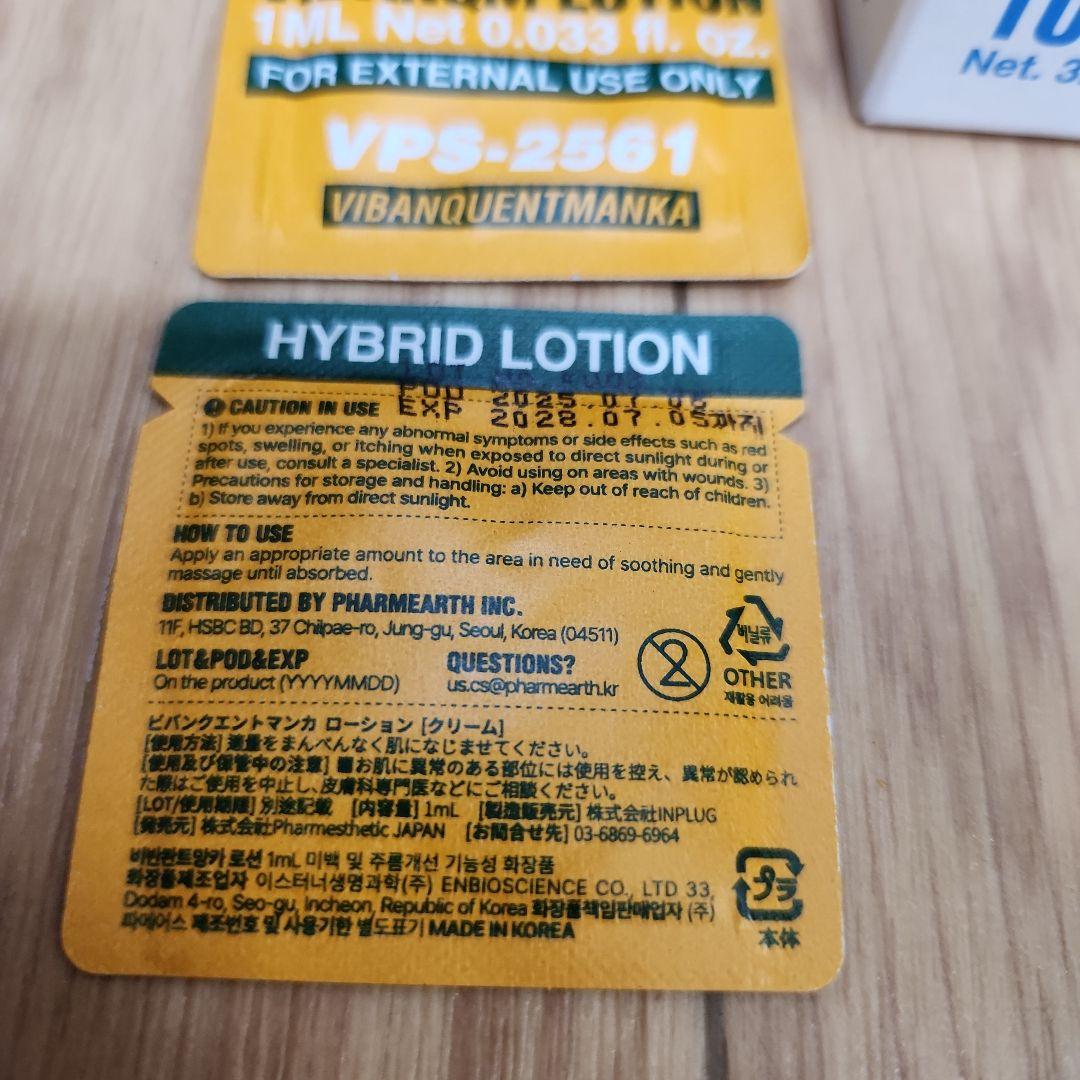 LOTION
1ML Net 0.033 fl. oz.
FOR EXTERNAL USE ONLY
VPS-2561
VIBANQUENTMANKA
10
Net. 3
HYBRID LOTION
LOT
POD 2025.07.06
EXP 2028.07.05까지
CAUTION IN USE
1) If you experience any abnormal symptoms or side effects such as red
spots, swelling, or itching when exposed to direct sunlight during or
after use, consult a specialist. 2) Avoid using on areas with wounds. 3)
Precautions for storage and handling: a) Keep out of reach of children.
b) Store away from direct sunlight.
HOW TO USE
Apply an appropriate amount to the area in need of soothing and gently
massage until absorbed.
DISTRIBUTED BY PHARMEARTH INC.
11F, HSBC BD, 37 Chilpae-ro, Jung-gu, Seoul, Korea (04511)
LOT&POD&EXP
On the product (YYYYMMDD)
QUESTIONS?
us.cs@pharmearth.kr
비닐류
OTHER
재활용 어려움
ビバンクエントマンカ ローション [クリーム]
[使用方法] 適量をまんべんなく肌になじませてください。
[使用及び保管中の注意] ■お肌に異常のある部位には使用を控え、異常が認められ
た際はご使用を中止し、皮膚科専門医などにご相談ください。
[LOT/使用期限] 別途記載 [内容量] 1mL [製造販売元] 株式会社INPLUG
[発売元] 株式会社Pharmesthetic JAPAN [お問合せ先] 03-6869-6964
비반퀀트망카 로션 1mL 미백 및 주름개선 기능성 화장품
화장품제조업자 이스터너생명과학(주) ENBIOSCIENCE CO., LTD 33,
Dodam 4-ro, Seo-gu, Incheon, Republic of Korea 화장품책임판매업자 (주)
파메어스 제조번호 및 사용기한 별도표기 MADE IN KOREA
プラ
本体